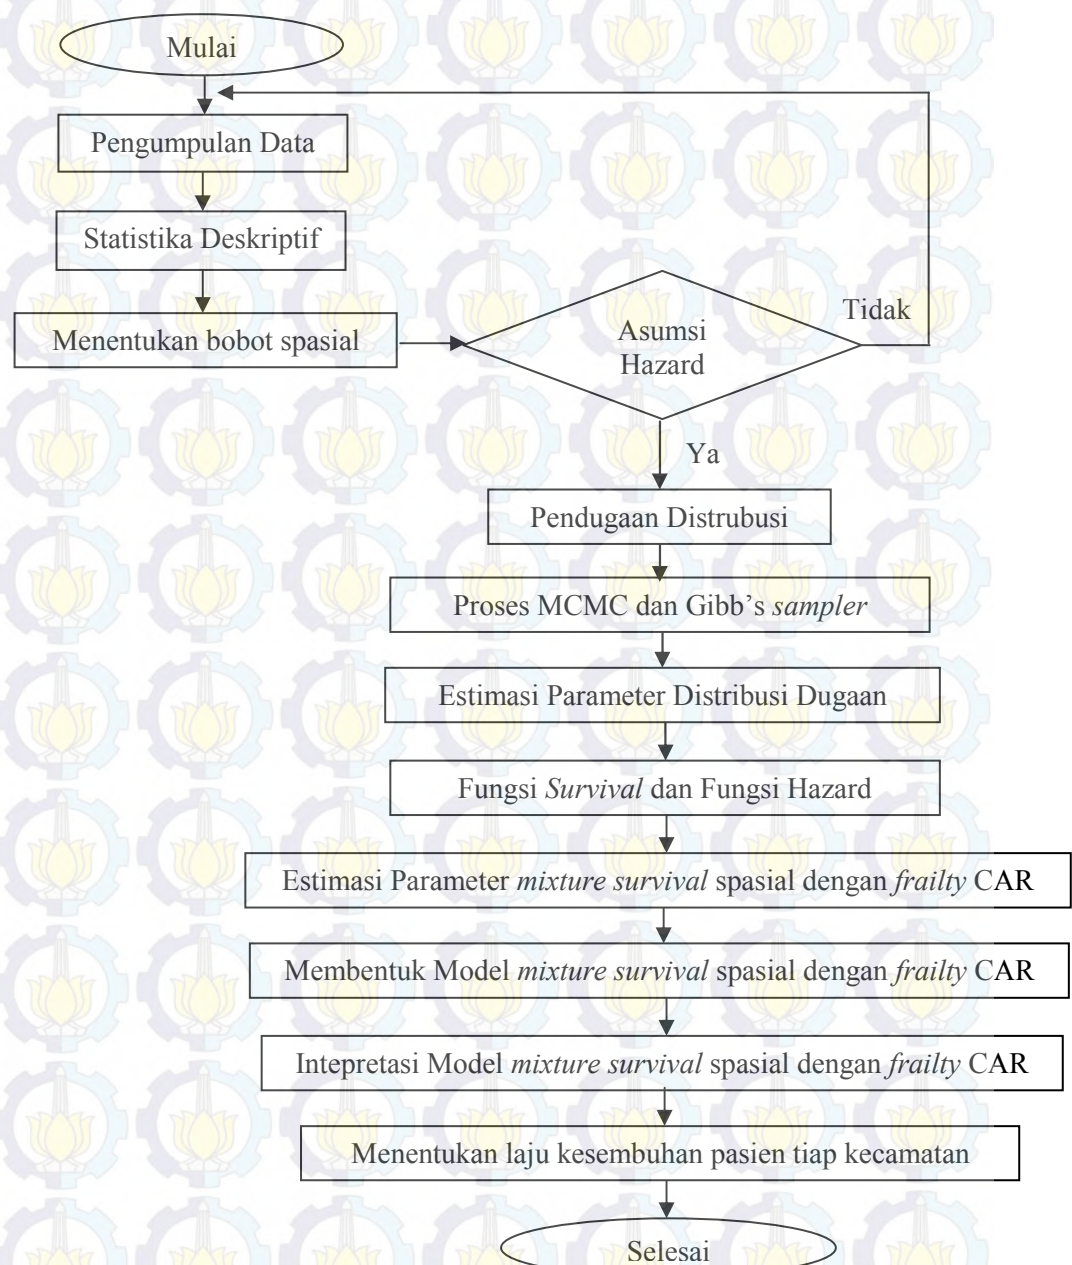 Mulai
Pengumpulan Data
Statistika Deskriptif
Menentukan bobot spasial
Asumsi
Hazard
Tidak
Ya
Pendugaan Distrubusi
Proses MCMC dan Gibb's sampler
Estimasi Parameter Distribusi Dugaan
Fungsi Survival dan Fungsi Hazard
Estimasi Parameter mixture survival spasial dengan frailty CAR
Membentuk Model mixture survival spasial dengan frailty CAR
Intepretasi Model mixture survival spasial dengan frailty CAR
Menentukan laju kesembuhan pasien tiap kecamatan
Selesai